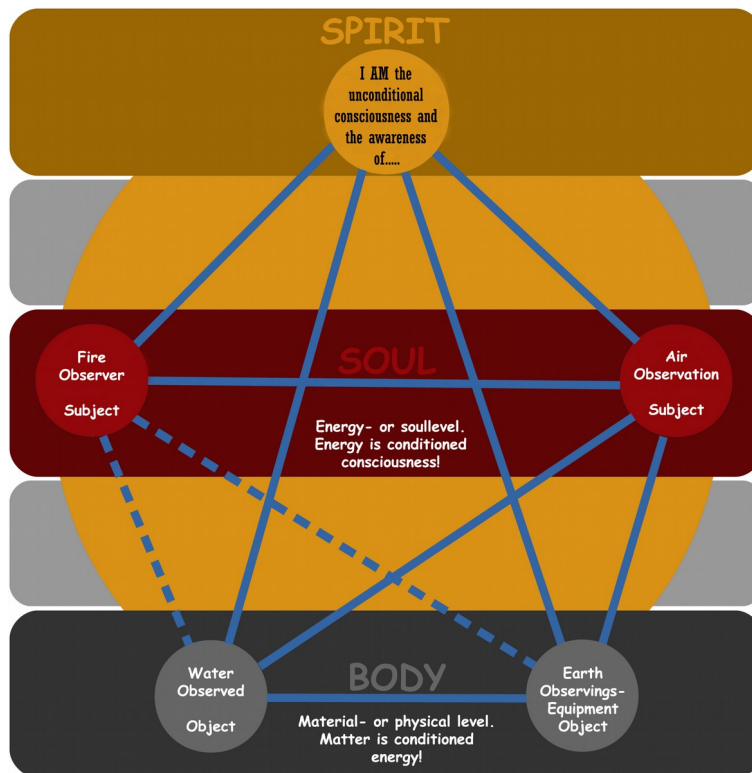 SPIRIT
I AM the
unconditional
consciousness and
the awareness
of.....
Fire
Observer
Subject
SOUL
Air
Observation
Subject
Energy- or soullevel.
Energy is conditioned
consciousness!
Water
Observed
Object
BODY
Earth
Observings-
Equipment
Object
Material- or physical level.
Matter is conditioned
energy!